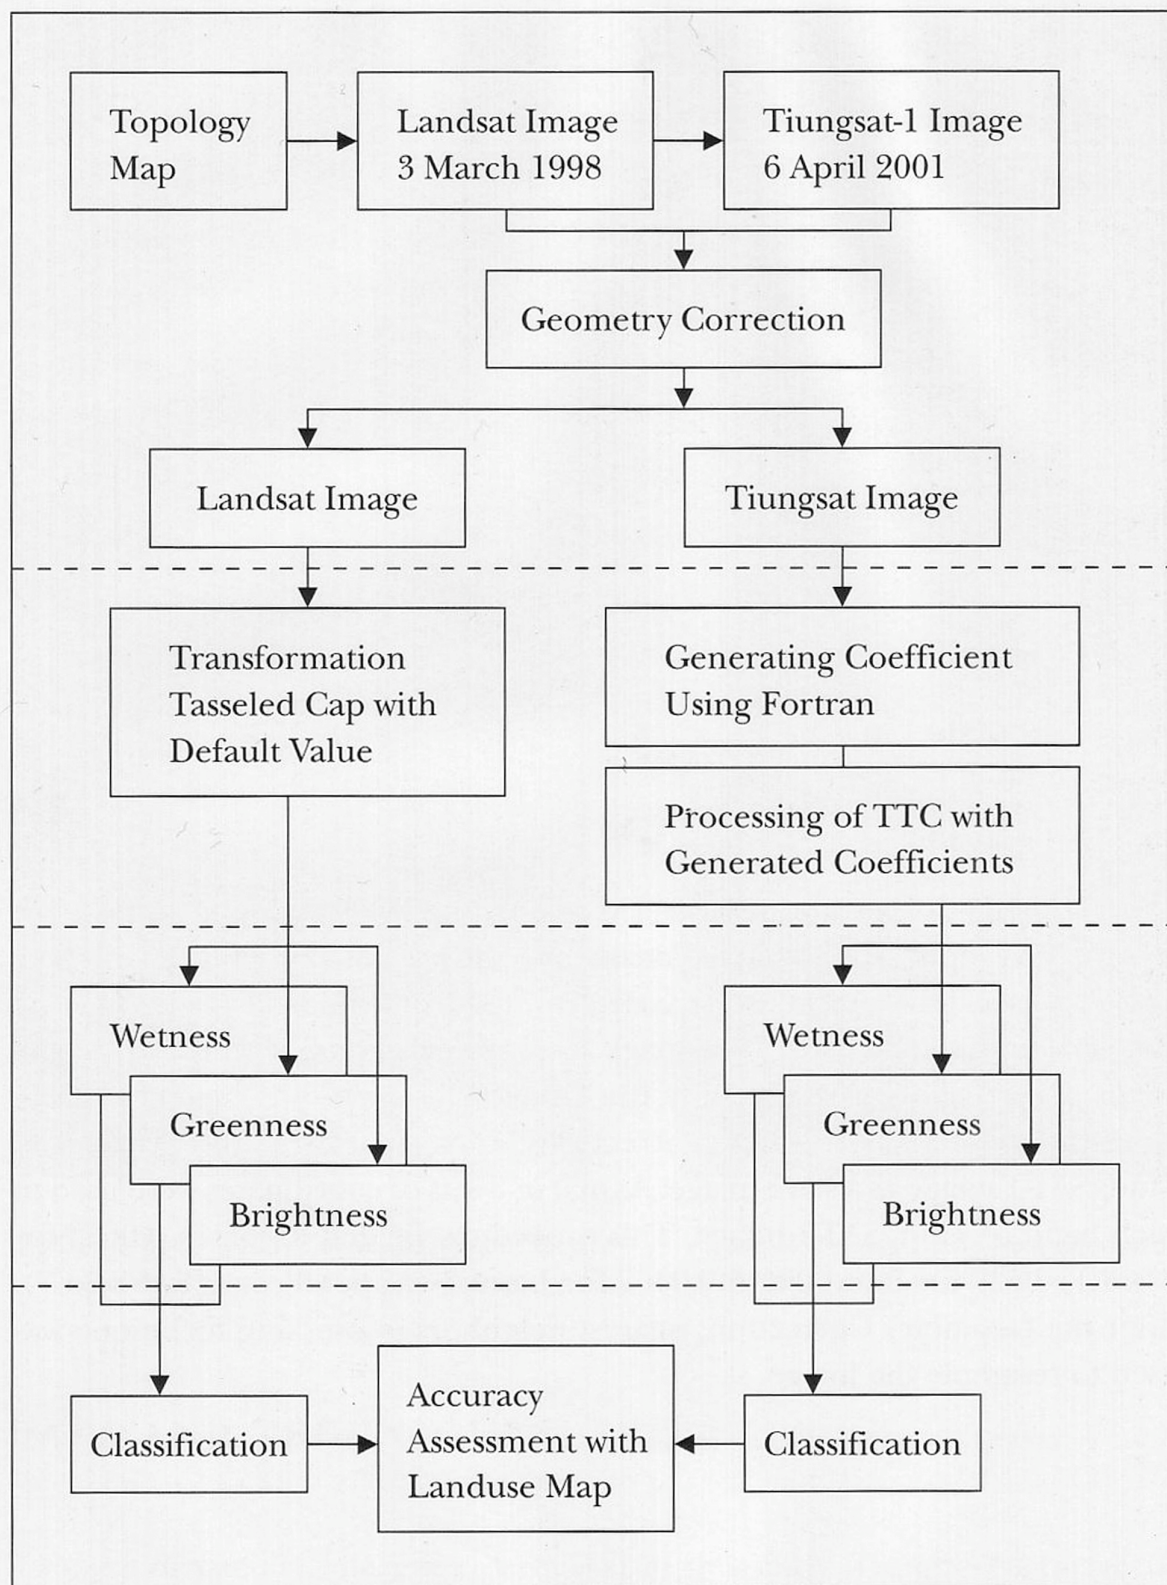 Topology
Map
Landsat Image
3 March 1998
Tiungsat-1 Image
6 April 2001
Geometry Correction
Landsat Image
Tiungsat Image
Transformation
Tasseled Cap with
Default Value
Generating Coefficient
Using Fortran
Processing of TTC with
Generated Coefficients
Wetness
Greenness
Brightness
Wetness
Greenness
Brightness
Classification
Accuracy
Assessment with
Landuse Map
Classification